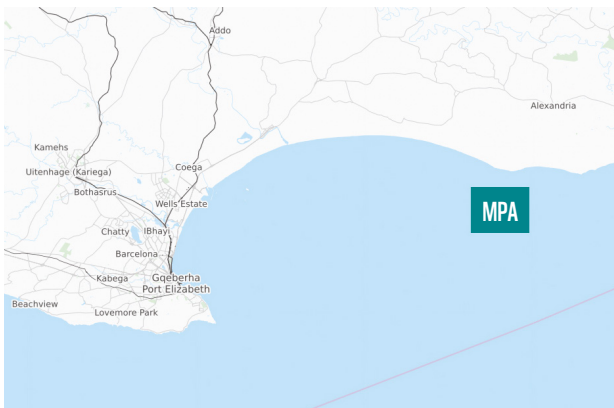 Addo
Alexandria
Kamehs
Coega
Uitenhage (Kariega)
Bothasrus
Wells Estate
MPA
Chatty
IBhayi
Barcelona
Kabega
Gqeberha
Port Elizabeth
Beachview
Lovemore Park